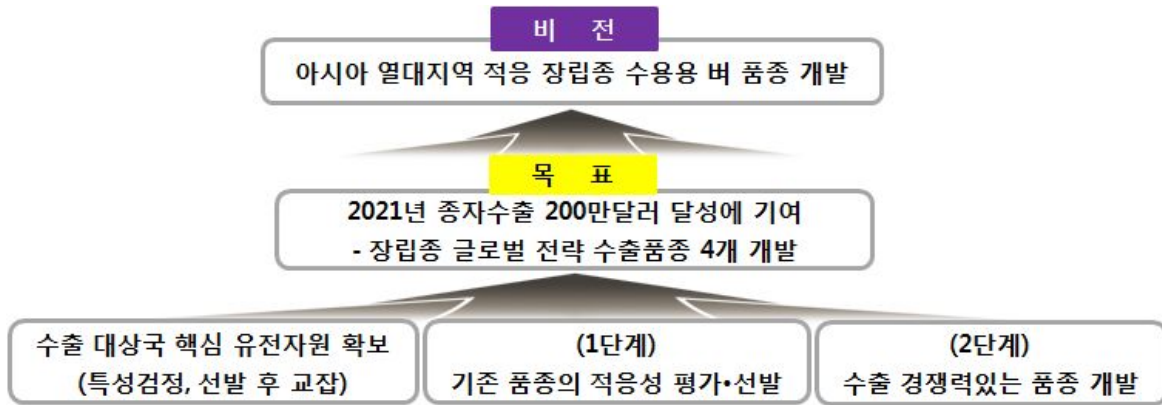 비 전
아시아 열대지역 적응 장립종 수용용 벼 품종 개발
목 표
2021년 종자수출 200만달러 달성에 기여
- 장립종 글로벌 전략 수출품종 4개 개발
수출 대상국 핵심 유전자원 확보
(특성검정, 선발 후 교잡)
(1단계)
기존 품종의 적응성 평가•선발
(2단계)
수출 경쟁력있는 품종 개발